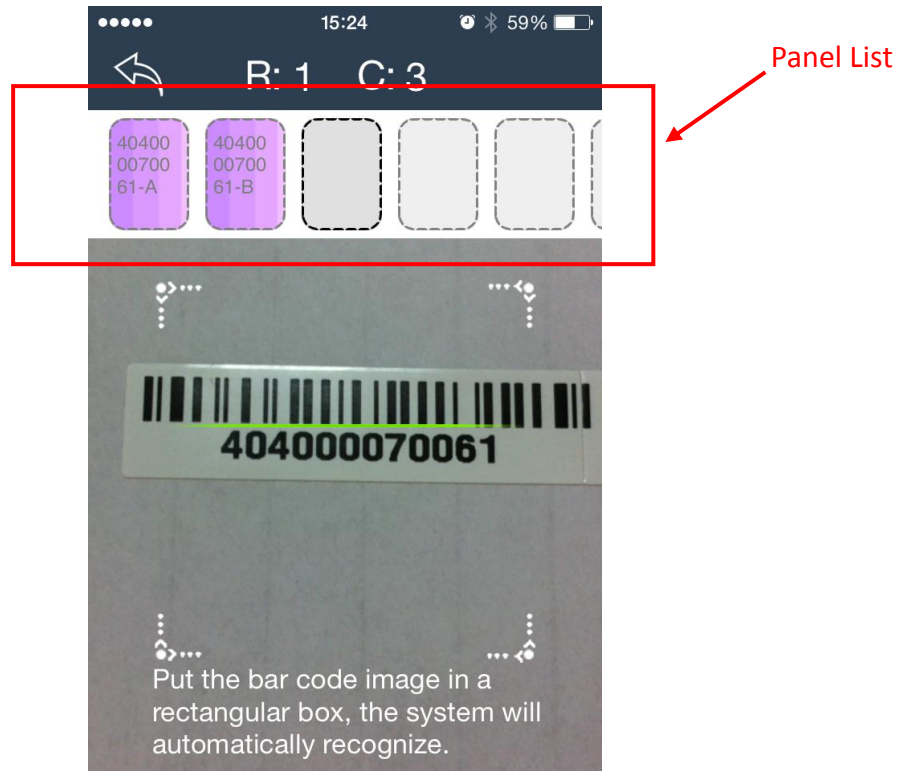 15:24
59%
R: 1 C: 3
Panel List
40400
00700
61-A
40400
00700
61-B
404000070061
Put the bar code image in a
rectangular box, the system will
automatically recognize.